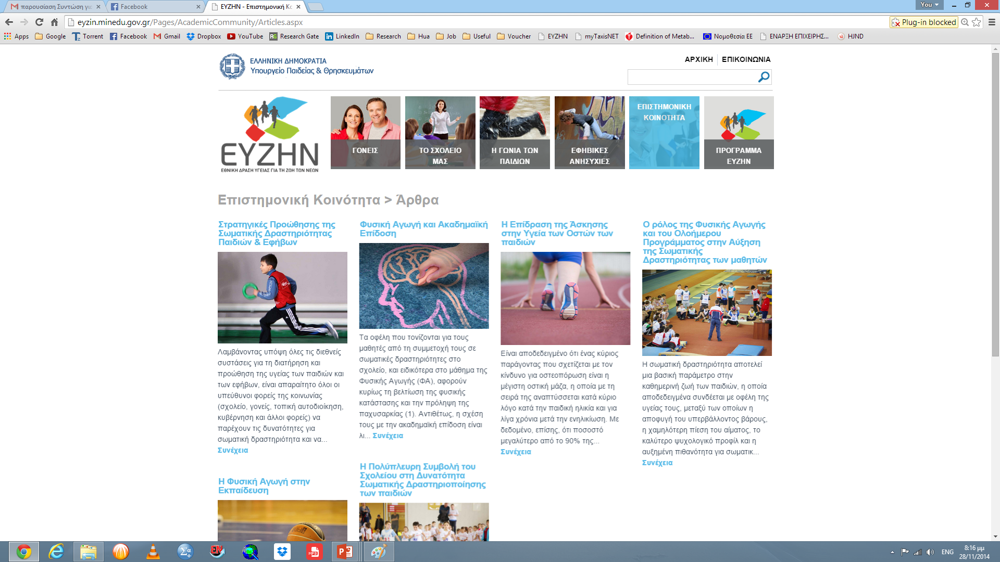 παρουσίαση Συντώση για
Facebook
ΕΥΖΗΝ - Επιστημονική Κο
You
eyzin.minedu.gov.gr/Pages/AcademicCommunity/Articles.aspx
Plug-in blocked
Apps
Google
Torrent
Facebook
Gmail
Dropbox
YouTube
Research Gate
LinkedIn
Research
Hua
Job
Useful
Voucher
ΕΥΖΗΝ
myTaxisNET
Definition of Metab...
Νομοθεσία ΕΕ
ΕΝΑΡΞΗ ΕΠΙΧΕΙΡΗΣ...
HJND
ΕΛΛΗΝΙΚΗ ΔΗΜΟΚΡΑΤΙΑ
Υπουργείο Παιδείας & Θρησκευμάτων
ΑΡΧΙΚΗ
ΕΠΙΚΟΙΝΩΝΙΑ
ΕΥΖΗΝ
ΕΘΝΙΚΗ ΔΡΑΣΗ ΥΓΕΙΑΣ ΓΙΑ ΤΗ ΖΩΗ ΤΩΝ ΝΕΩΝ
ΓΟΝΕΙΣ
ΤΟ ΣΧΟΛΕΙΟ
ΜΑΣ
Η ΓΩΝΙΑ ΤΩΝ
ΠΑΙΔΙΩΝ
ΕΦΗΒΙΚΕΣ
ΑΝΗΣΥΧΙΕΣ
ΕΠΙΣΤΗΜΟΝΙΚΗ
ΚΟΙΝΟΤΗΤΑ
ΠΡΟΓΡΑΜΜΑ
ΕΥΖΗΝ
Επιστημονική Κοινότητα > Άρθρα
Στρατηγικές Προώθησης της
Σωματικής Δραστηριότητας
Παιδιών & Εφήβων
Λαμβάνοντας υπόψη όλες τις διεθνείς
συστάσεις για τη διατήρηση και
προώθηση της υγείας των παιδιών και
των εφήβων, είναι απαραίτητο όλοι οι
υπεύθυνοι φορείς της κοινωνίας
(σχολείο, γονείς, τοπική αυτοδιοίκηση,
κυβέρνηση και άλλοι φορείς) να
παρέχουν τις δυνατότητες για
σωματική δραστηριότητα και να...
Συνέχεια
Η Φυσική Αγωγή στην
Εκπαίδευση
Φυσική Αγωγή και Ακαδημαϊκή
Επίδοση
Τα οφέλη που τονίζονται για τους
μαθητές από τη συμμετοχή τους σε
σωματικές δραστηριότητες στο
σχολείο, και ειδικότερα στο μάθημα της
Φυσικής Αγωγής (ΦΑ), αφορούν
κυρίως τη βελτίωση της φυσικής
κατάστασης και την πρόληψη της
παχυσαρκίας (1). Αντιθέτως, η σχέση
τους με την ακαδημαϊκή επίδοση είναι
λι... Συνέχεια
Η Πολύπλευρη Συμβολή του
Σχολείου στη Δυνατότητα
Σωματικής Δραστηριοποίησης
των παιδιών
Η Επίδραση της Άσκησης
στην Υγεία των Οστών των
παιδιών
Είναι αποδεδειγμένο ότι ένας κύριος
παράγοντας που σχετίζεται με τον
κίνδυνο για οστεοπόρωση είναι η
μέγιστη οστική μάζα, η οποία με τη
σειρά της αναπτύσσεται κατά κύριο
λόγο κατά την παιδική ηλικία και για
λίγα χρόνια μετά την ενηλικίωση. Με
δεδομένο, επίσης, ότι ποσοστό
μεγαλύτερο από το 90% της...
Συνέχεια
Ο ρόλος της Φυσικής Αγωγής
και του Ολοήμερου
Προγράμματος στην Αύξηση
της Σωματικής
Δραστηριότητας των μαθητών
Η σωματική δραστηριότητα αποτελεί
μια βασική παράμετρο στην
καθημερινή ζωή των παιδιών, η οποία
αποδεδειγμένα συνδέεται με οφέλη της
υγείας τους, μεταξύ των οποίων η
αποφυγή του υπερβάλλοντος βάρους,
η χαμηλότερη πίεση του αίματος, το
καλύτερο ψυχολογικό προφίλ και η
αυξημένη πιθανότητα για σωματικ...
Συνέχεια
ENG
8:16 μμ
28/11/2014